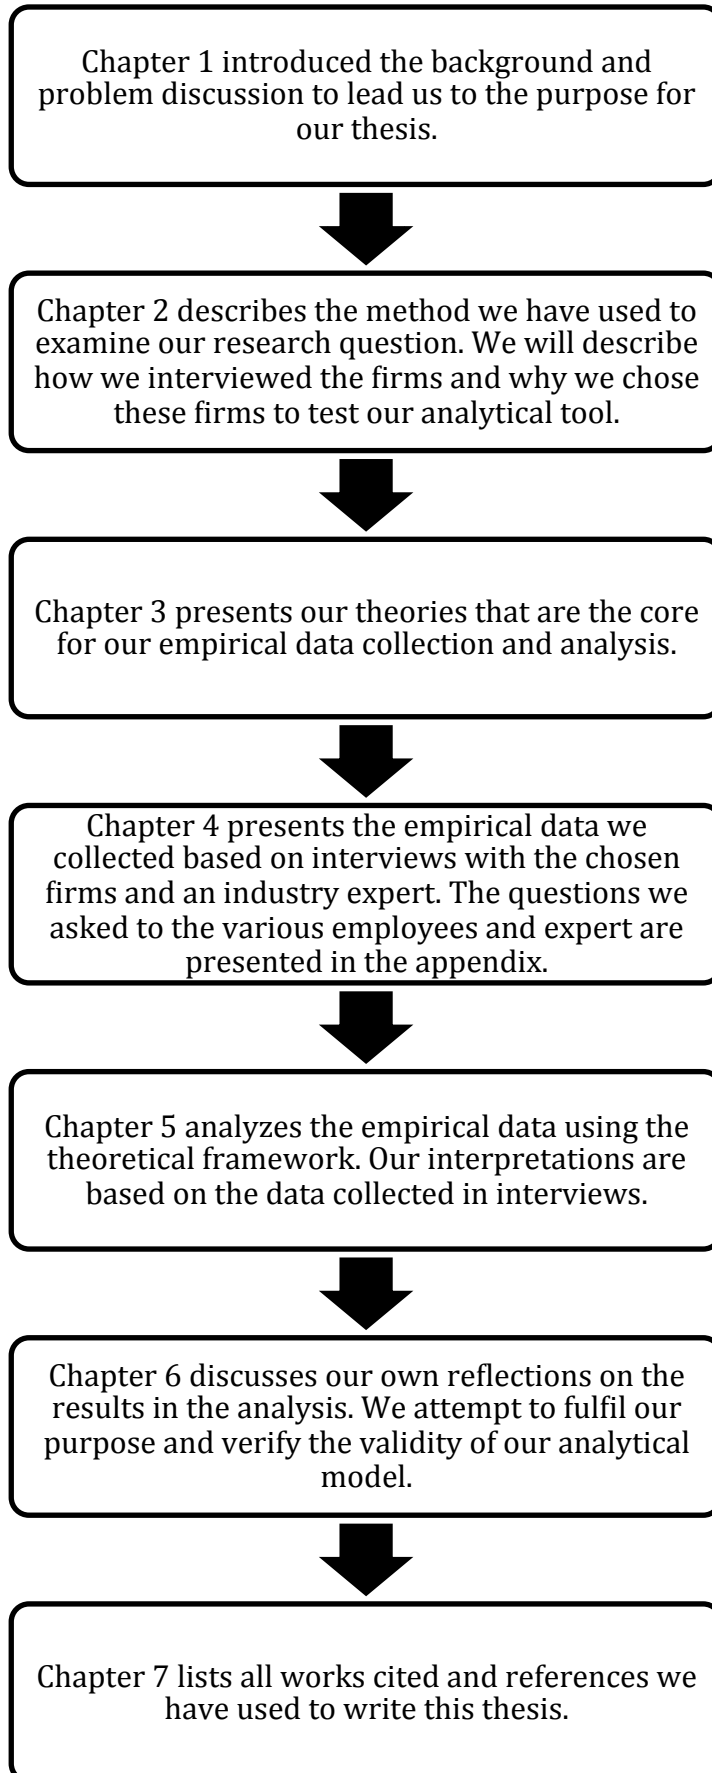 Chapter 1 introduced the background and
problem discussion to lead us to the purpose for
our thesis.
Chapter 2 describes the method we have used to
examine our research question. We will describe
how we interviewed the firms and why we chose
these firms to test our analytical tool.
Chapter 3 presents our theories that are the core
for our empirical data collection and analysis.
Chapter 4 presents the empirical data we
collected based on interviews with the chosen
firms and an industry expert. The questions we
asked to the various employees and expert are
presented in the appendix.
Chapter 5 analyzes the empirical data using the
theoretical framework. Our interpretations are
based on the data collected in interviews.
Chapter 6 discusses our own reflections on the
results in the analysis. We attempt to fulfil our
purpose and verify the validity of our analytical
model.
Chapter 7 lists all works cited and references we
have used to write this thesis.